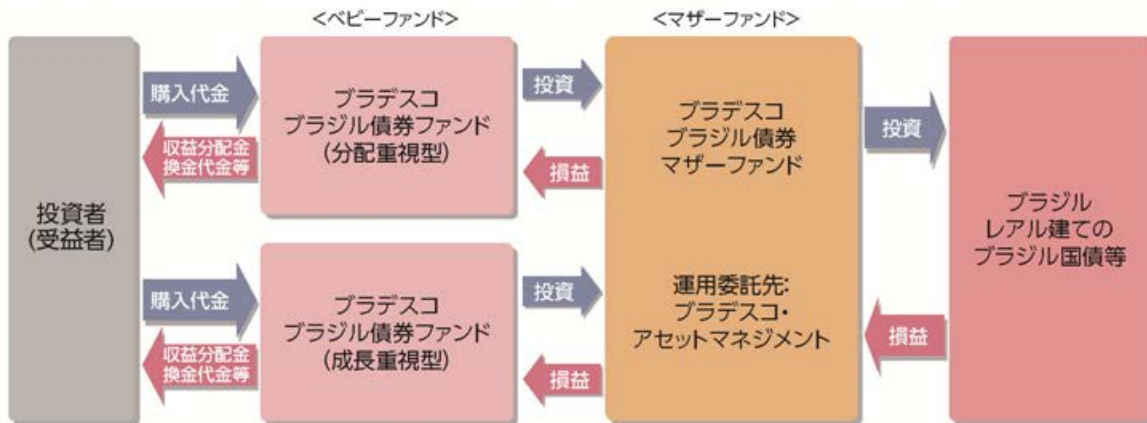 <ベビーファンド>
<マザーファンド>
投資者
(受益者)
購入代金
収益分配金
換金代金等
ブラデスコ
ブラジル債券ファンド
(分配重視型)
投資
損益
購入代金
収益分配金
換金代金等
ブラデスコ
ブラジル債券ファンド
(成長重視型)
投資
損益
ブラデスコ
ブラジル債券
マザーファンド
運用委託先:
ブラデスコ・
アセットマネジメント
投資
損益
ブラジル
レアル建ての
ブラジル国債等